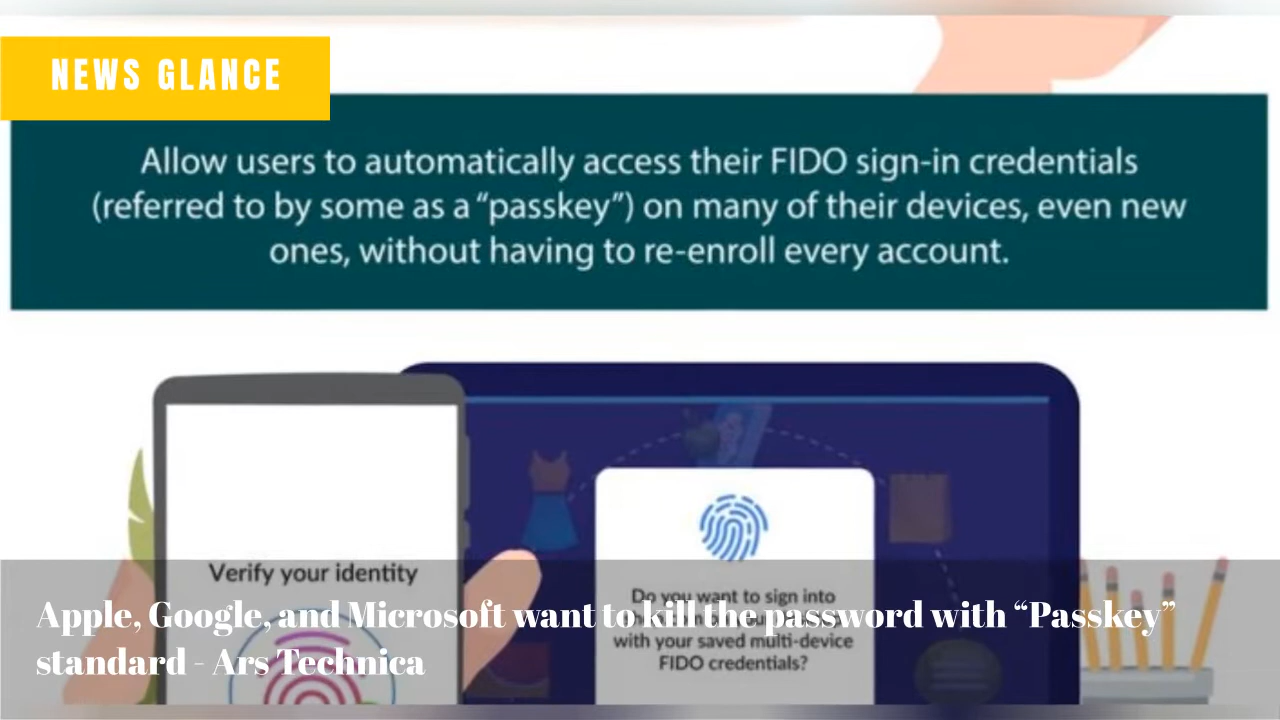 NEWS GLANCE
Allow users to automatically access their FIDO sign-in credentials
(referred to by some as a “passkey”) on many of their devices, even new
ones, without having to re-enroll every account.
Verify your identity
Do you want to sign into
with your saved multi-device
FIDO credentials?
Apple, Google, and Microsoft want to kill the password with “Passkey”
standard - Ars Technica